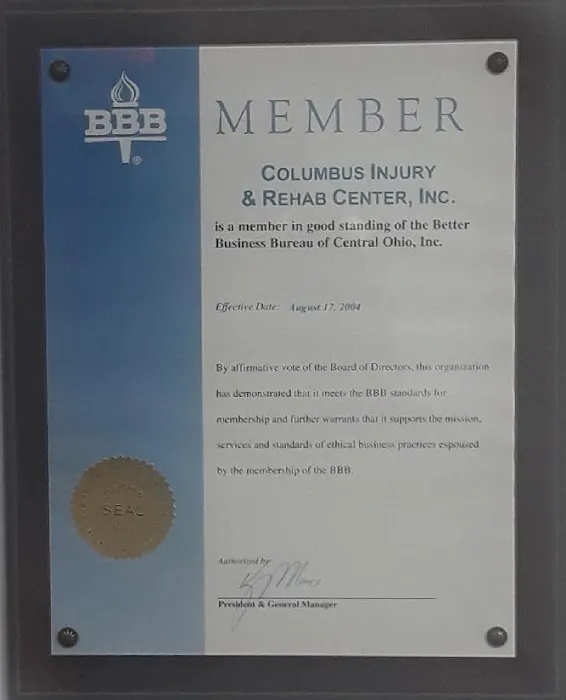 BBB
®
MEMBER
COLUMBUS INJURY
& REHAB CENTER, INC.
is a member in good standing of the Better
Business Bureau of Central Ohio, Inc.
Effective Date: August 17, 2004
By affirmative vote of the Board of Directors, this organization
has demonstrated that it meets the BBB standards for
membership and further warrants that it supports the mission,
services and standards of ethical business practices espoused
by the membership of the BBB.
SEAL
Authorized by
President & General Manager